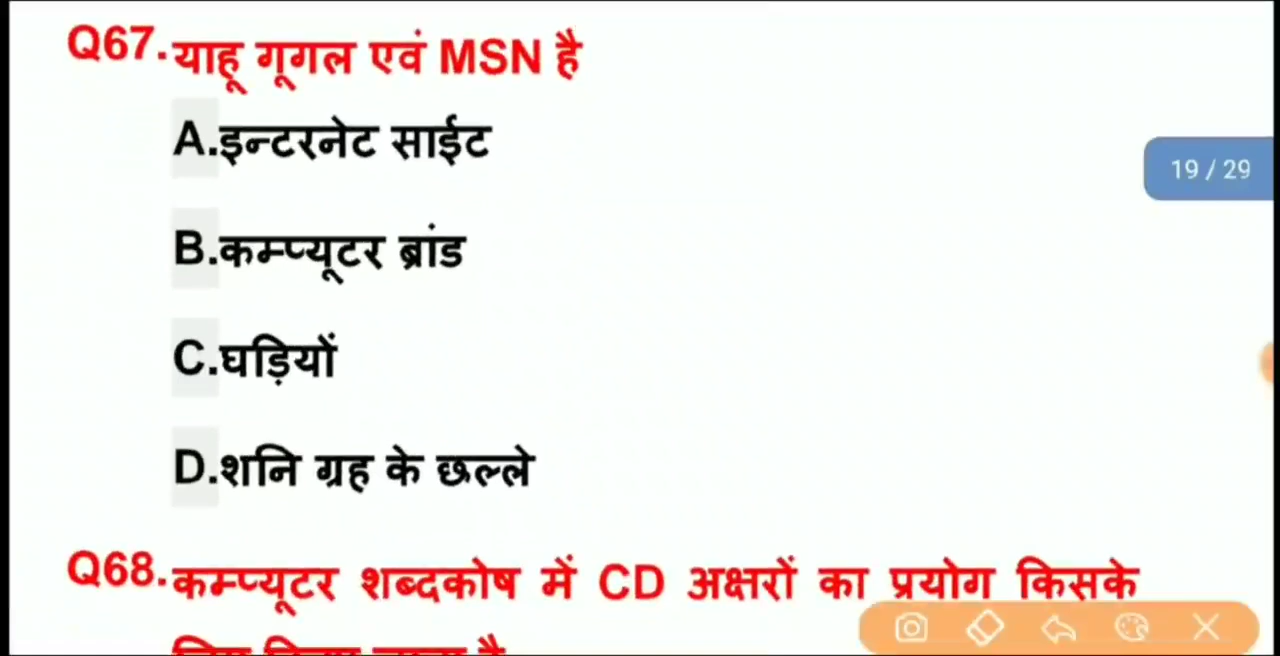 Q67. याहू गूगल एवं MSN है
A.इन्टरनेट साईट
19 / 29
B.कम्प्यूटर ब्रांड
C.घड़ियों
D.शनि ग्रह के छल्ले
Q68. कम्प्यूटर शब्दकोष में CD अक्षरों का प्रयोग किसके